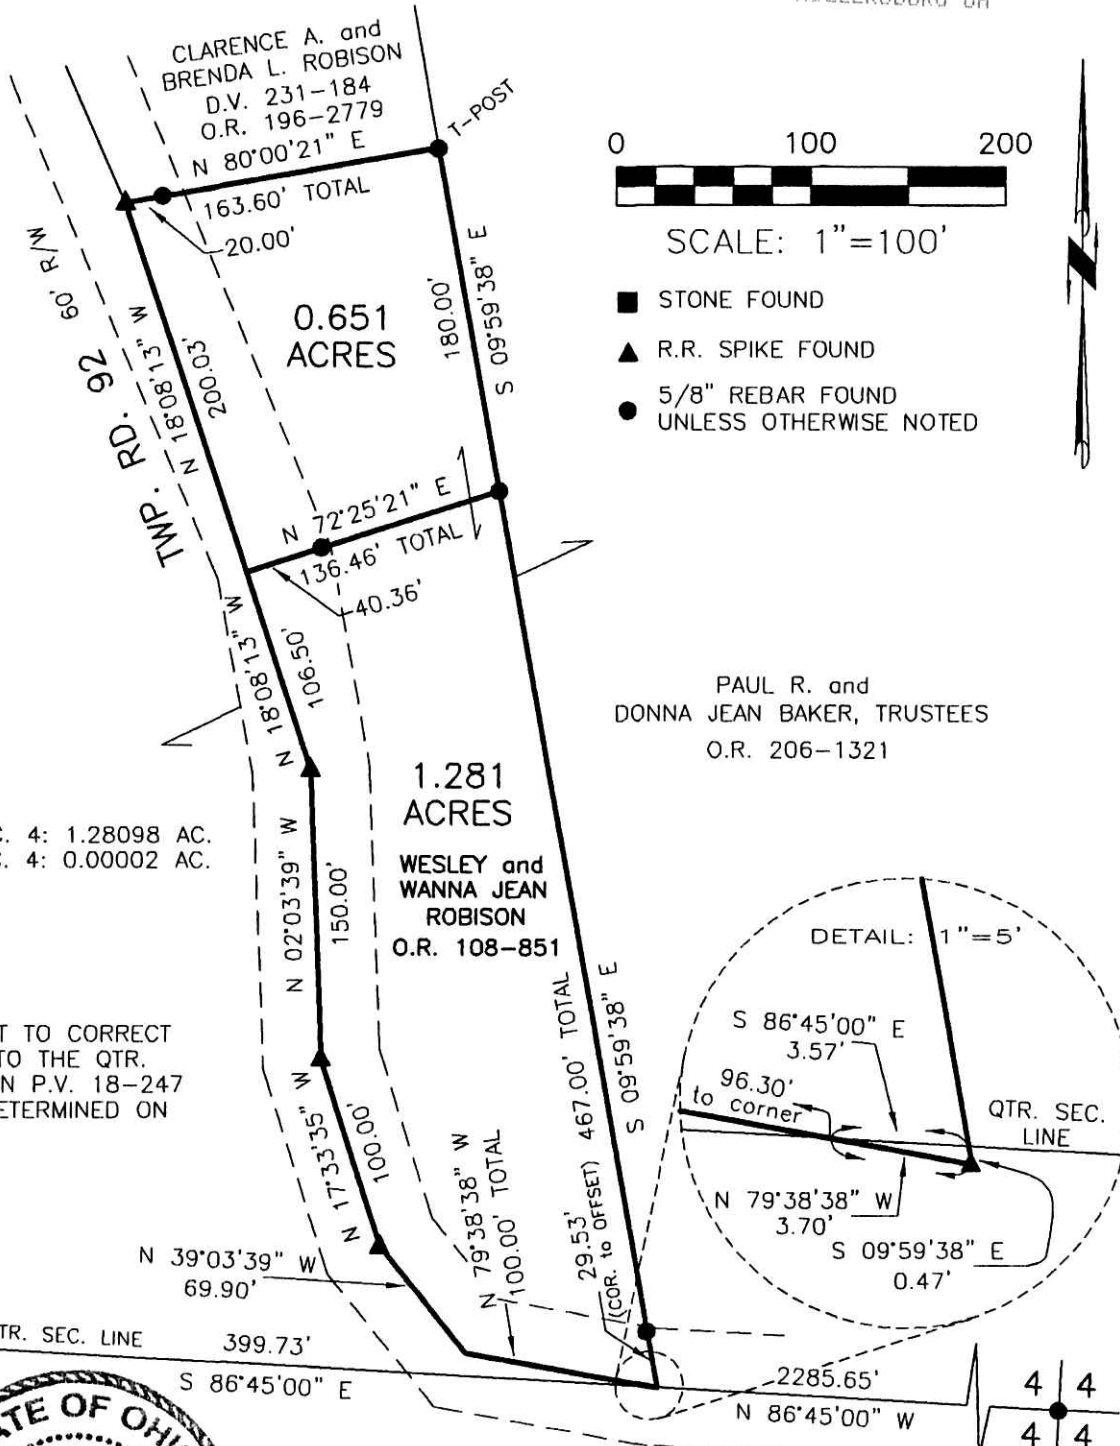 CLARENCE A. and
BRENDA L. ROBISON
D.V. 231-184
O.R. 196-2779
N 80°00'21" E
163.60' TOTAL
20.00'
T-POST
0 100 200
SCALE: 1"=100'
STONE FOUND
R.R. SPIKE FOUND
5/8" REBAR FOUND
UNLESS OTHERWISE NOTED
60' R/W
TWP. RD. 92
N 18°08'13" W
200.03'
0.651
ACRES
180.00'
S 09°59'38" E
N 72°25'21" E
136.46' TOTAL
40.36'
N 18°08'13" W
106.50'
PAUL R. and
DONNA JEAN BAKER, TRUSTEES
O.R. 206-1321
1.281
ACRES
WESLEY and
WANNA JEAN
ROBISON
O.R. 108-851
4: 1.28098 AC.
4: 0.00002 AC.
N 02°03'39" W
150.00'
TO CORRECT
TO THE QTR.
P.V. 18-247
ON
N 17°33'35" W
100.00'
N 39°03'39" W
69.90'
N 79°38'38" W
100.00' TOTAL
467.00' TOTAL
S 09°59'38" E
29.53'
(COR. to OFFSET)
DETAIL: 1"=5'
S 86°45'00" E
3.57'
96.30'
to corner
QTR. SEC.
LINE
N 79°38'38" W
3.70'
S 09°59'38" E
0.47'
SEC. LINE 399.73'
S 86°45'00" E
2285.65'
N 86°45'00" W
4 4
4 4
OF